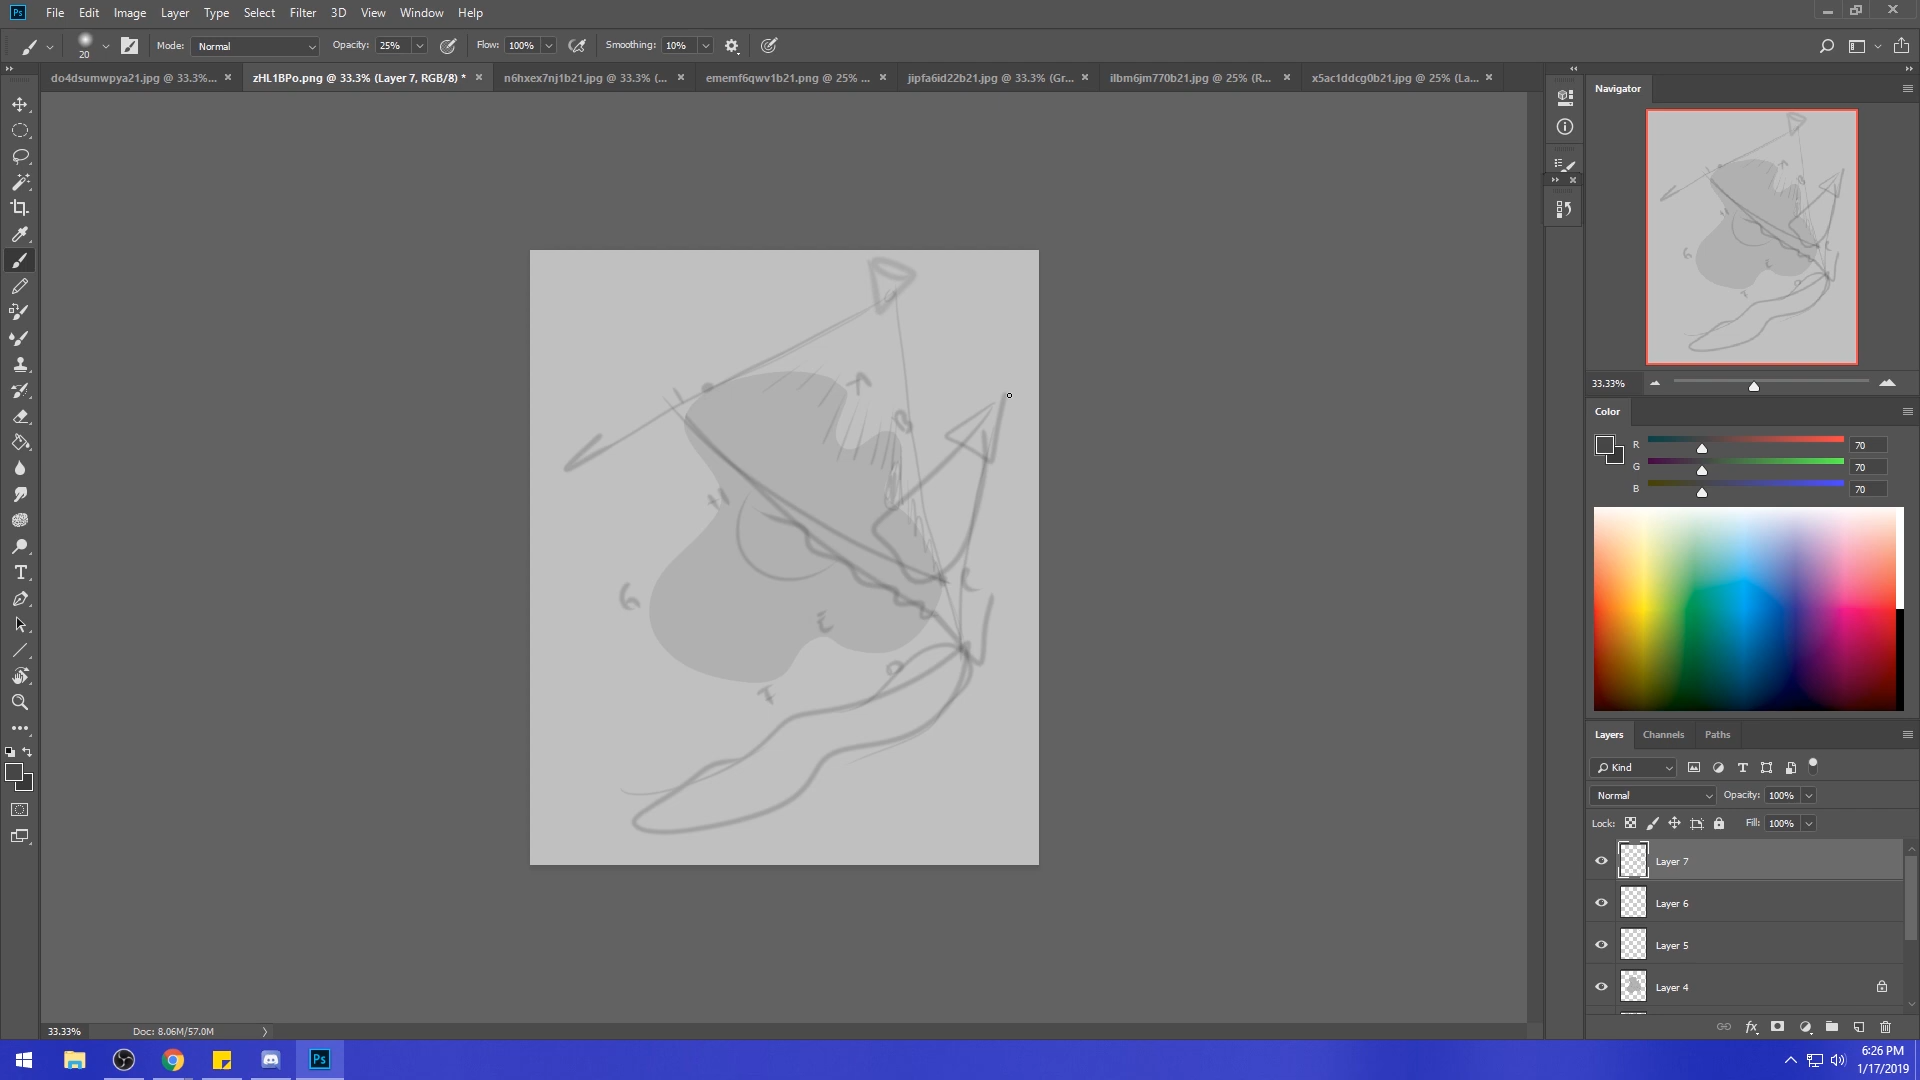 Ps File Edit Image Layer Type Select Filter 3D View Window Help
20 Mode: Normal Opacity: 25% Flow: 100% Smoothing: 10%
do4dsumwpya21.jpg @ 33.3%... zHL1BPo.png @ 33.3% (Layer 7, RGB/8) * n6hxex7nj1b21.jpg @ 33.3% (... ememf6qwv1b21.png @ 25% ... jipfa6id22b21.jpg @ 33.3% (Gr... ilbm6jm770b21.jpg @ 25% (R... x5ac1ddcg0b21.jpg @ 25% (La...
Navigator
33.33%
Color
R 70
G 70
B 70
Layers Channels Paths
Kind
Normal Opacity: 100%
Lock: Fill: 100%
Layer 7
Layer 6
Layer 5
Layer 4
fx
33.33% Doc: 8.06M/57.0M
Ps
6:26 PM
1/17/2019